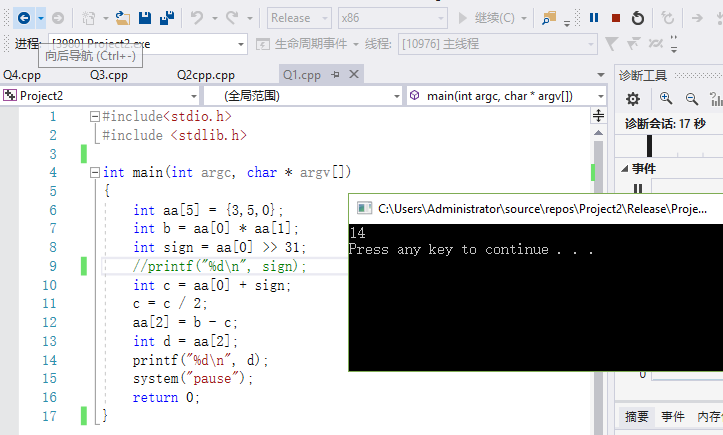 Release
x86
继续(C)
进程:
[3980] Project2.exe
生命周期事件
线程:
[10976] 主线程
向后导航 (Ctrl+-)
Q4.cpp
Q3.cpp
Q2cpp.cpp
Q1.cpp
诊断工具
Project2
(全局范围)
main(int argc, char * argv[])
诊断会话: 17 秒
事件
1 #include<stdio.h>
2 #include <stdlib.h>
3
4 int main(int argc, char * argv[])
5 {
6 int aa[5] = {3,5,0};
7 int b = aa[0] * aa[1];
8 int sign = aa[0] >> 31;
9 //printf("%d\n", sign);
10 int c = aa[0] + sign;
11 c = c / 2;
12 aa[2] = b - c;
13 int d = aa[2];
14 printf("%d\n", d);
15 system("pause");
16 return 0;
17 }
C:\Users\Administrator\source\repos\Project2\Release\Proje...
14
Press any key to continue . . .
0
摘要
事件
内存